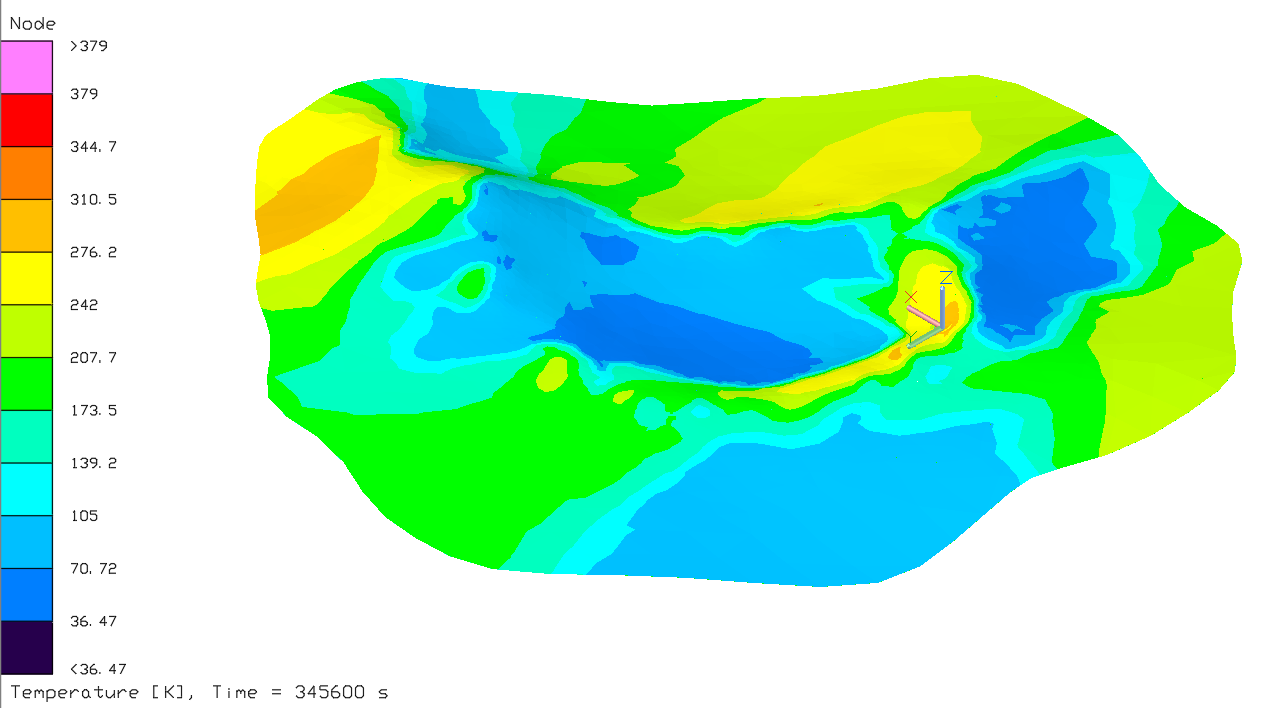 Node
>379
379
344.7
310.5
276.2
242
207.7
173.5
139.2
105
70.72
36.47
<36.47
Z
X
Y
Temperature [K], Time = 345600 s